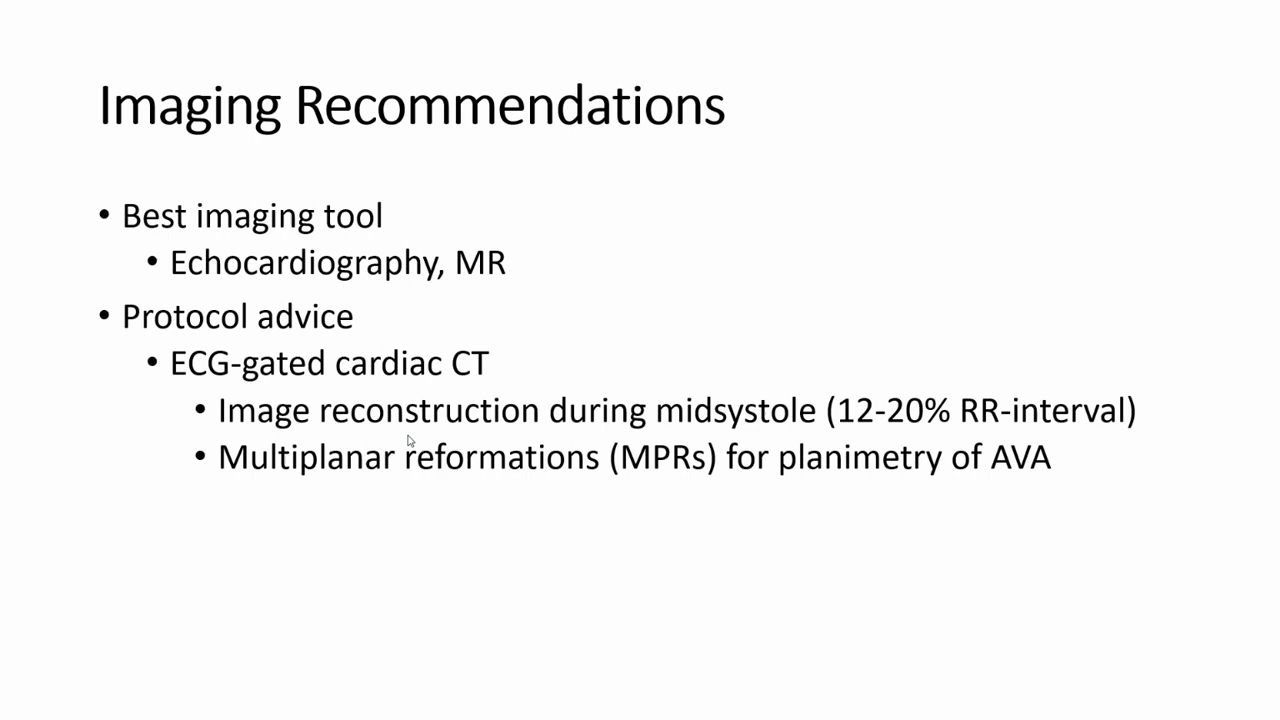 Imaging Recommendations
• Best imaging tool
• Echocardiography, MR
• Protocol advice
• ECG-gated cardiac CT
• Image reconstruction during midsystole (12-20% RR-interval)
• Multiplanar reformations (MPRs) for planimetry of AVA